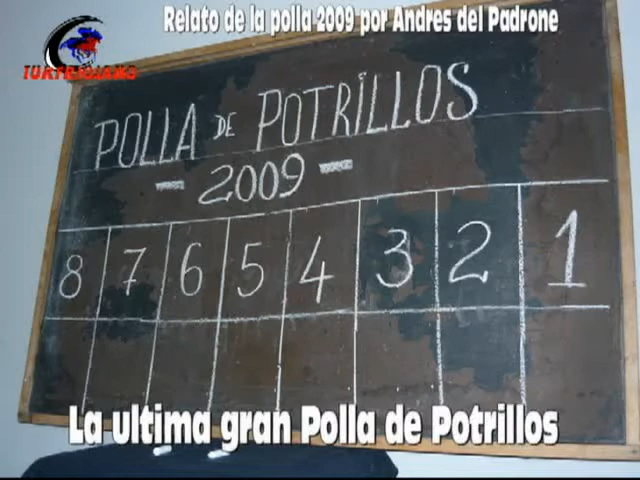 Relato de la polla 2009 por Andres del Padrone
POLLA DE POTRILLOS
- 2009 -
8 7 6 5 4 3 2 1
La ultima gran Polla de Potrillos